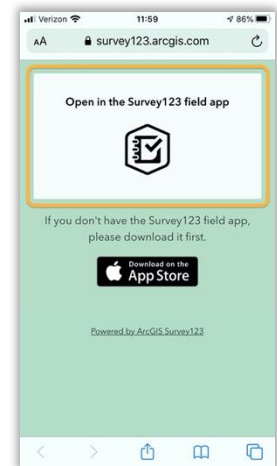 Verizon 11:59 86%
AA survey123.arcgis.com
Open in the Survey123 field app
If you don't have the Survey123 field app,
please download it first.
Download on the
App Store
Powered by ArcGIS Survey123